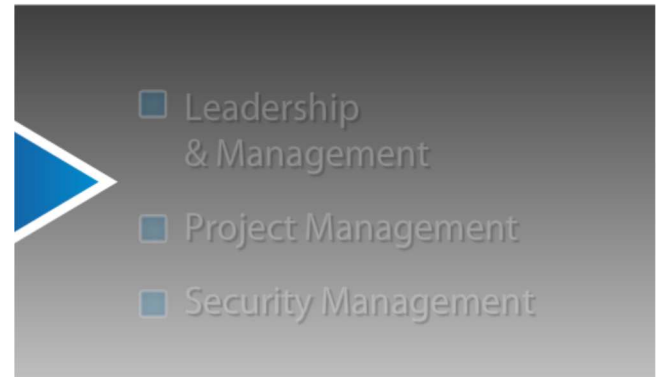 Leadership
& Management
Project Management
Security Management